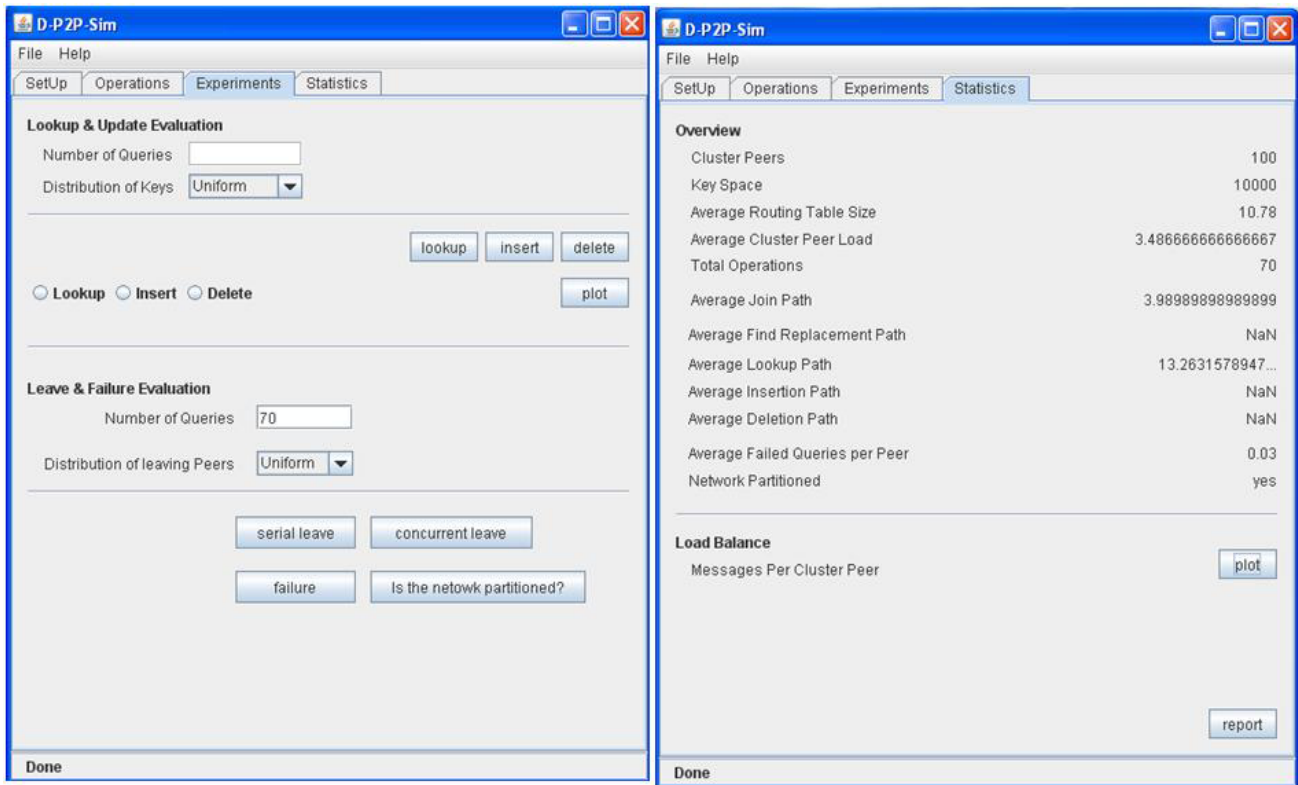 D-P2P-Sim
File Help
SetUp Operations Experiments Statistics
Lookup & Update Evaluation
Number of Queries
Distribution of Keys Uniform
lookup insert delete
Lookup Insert Delete plot
Leave & Failure Evaluation
Number of Queries 70
Distribution of leaving Peers Uniform
serial leave concurrent leave
failure Is the netowk partitioned?
Done
D-P2P-Sim
File Help
SetUp Operations Experiments Statistics
Overview
Cluster Peers 100
Key Space 10000
Average Routing Table Size 10.78
Average Cluster Peer Load 3.486666666666667
Total Operations 70
Average Join Path 3.98989898989899
Average Find Replacement Path NaN
Average Lookup Path 13.2631578947...
Average Insertion Path NaN
Average Deletion Path NaN
Average Failed Queries per Peer 0.03
Network Partitioned yes
Load Balance
Messages Per Cluster Peer plot
report
Done